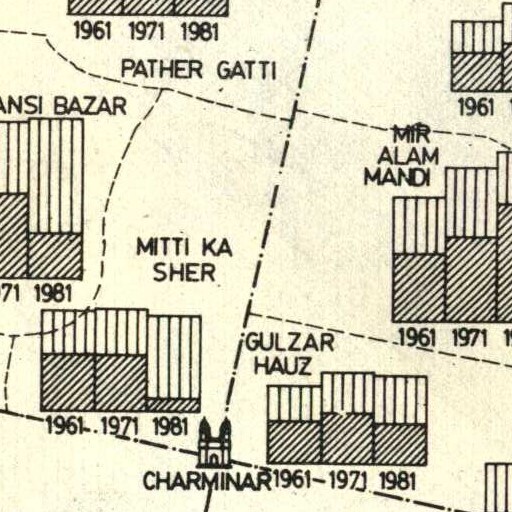 1961 1971 1981
PATHER GATTI
1961
ANSI BAZAR
MIR
ALAM
MANDI
MITTI KA
SHER
71 1981
1961 1971
GULZAR
HAUZ
1961 1971 1981
CHARMINAR
1961 1971 1981